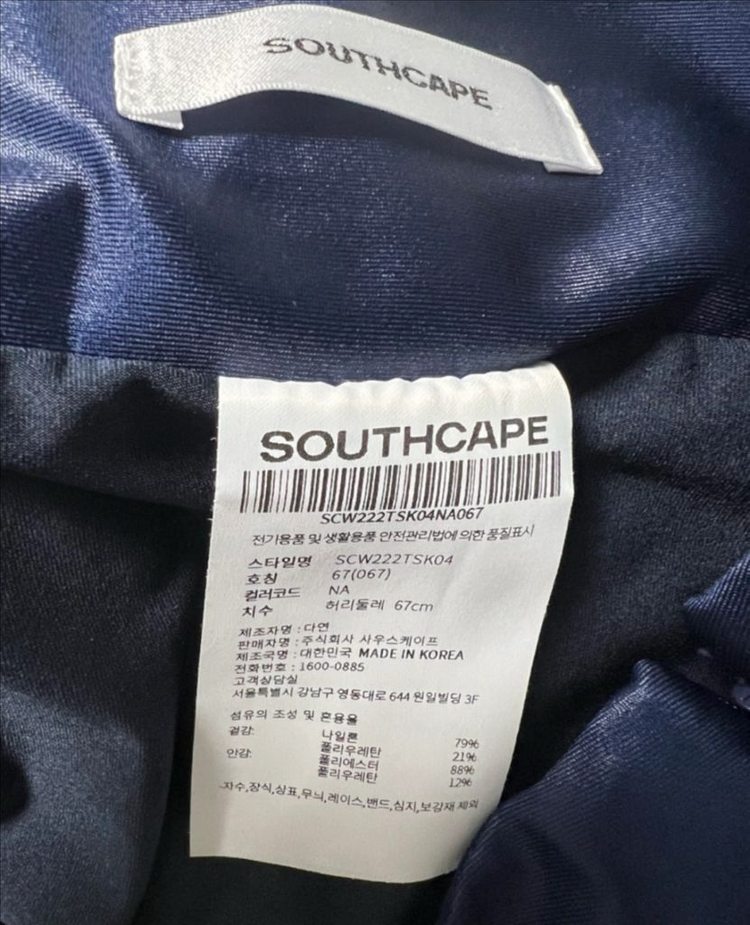 SOUTHCAPE
SOUTHCAPE
SCW222TSK04NA067
전기용품 및 생활용품 안전관리법에 의한 품질표시
스타일명 SCW222TSK04
호칭 67(067)
컬러코드 NA
치수 허리둘레 67cm
제조자명 : 다연
판매자명 : 주식회사 사우스케이프
제조국명 : 대한민국 MADE IN KOREA
전화번호 : 1600-0885
고객상담실
서울특별시 강남구 영동대로 644 원일빌딩 3F
섬유의 조성 및 혼용율
겉감: 나일론 79%
폴리우레탄 21%
안감: 폴리에스터 88%
폴리우레탄 12%
.자수,장식,상표,무늬,레이스,밴드,심지,보강재 제외